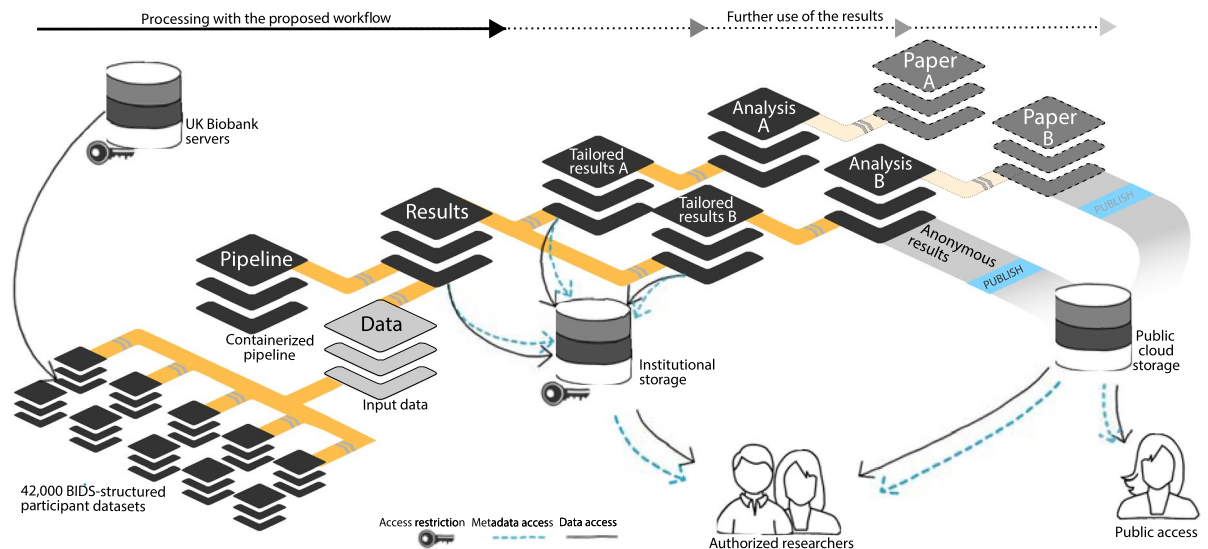 Processing with the proposed workflow
Further use of the results
UK Biobank
servers
Paper
A
Paper
B
Analysis
A
Analysis
B
Tailored
results A
Tailored
results B
Results
Pipeline
Containerized
pipeline
Data
Input data
PUBLISH
Anonymous
results
PUBLISH
Institutional
storage
Public
cloud
storage
42,000 BIDS-structured
participant datasets
Access restriction
Metadata access
Data access
Authorized researchers
Public access